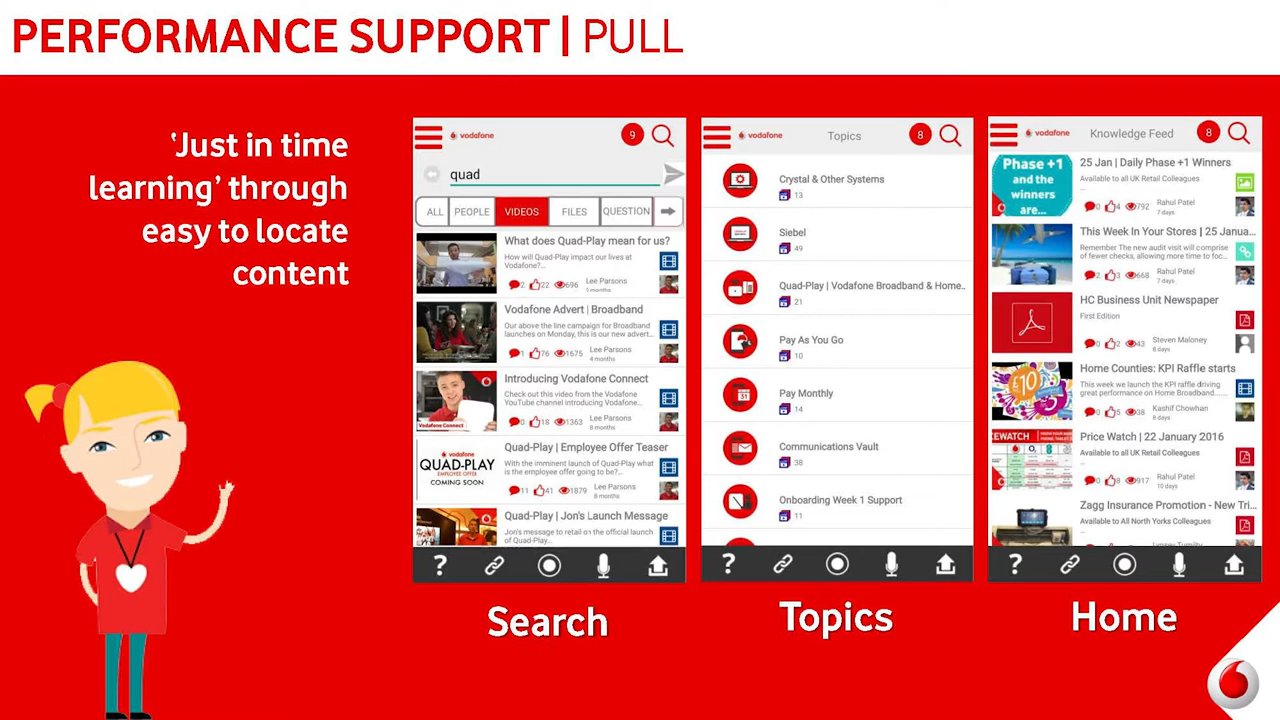 PERFORMANCE SUPPORT | PULL
‘Just in time
learning’ through
easy to locate
content
vodafone
9
quad
ALL
PEOPLE
VIDEOS
FILES
QUESTION
What does Quad-Play mean for us?
How will Quad-Play impact our lives at
Vodafone?...
2
22
696
Lee Parsons
5 months
Vodafone Advert | Broadband
Our above the line campaign for Broadband
launches on Monday, this is our new advert...
1
76
1675
Lee Parsons
4 months
Vodafone Connect
Introducing Vodafone Connect
Check out this video from the Vodafone
YouTube channel introducing Vodafone.
0
18
1363
Lee Parsons
8 months
vodafone
QUAD-PLAY
EMPLOYEE OFFER
COMING SOON
Quad-Play | Employee Offer Teaser
With the imminent launch of Quad-Play what
is the employee offer going to be?...
11
41
1879
Lee Parsons
8 months
Quad-Play | Jon's Launch Message
Jon's message to retail on the official launch
of Quad-Play...
?
Search
vodafone
Topics
8
Crystal & Other Systems
13
Siebel
49
Quad-Play | Vodafone Broadband & Home..
21
Pay As You Go
10
Pay Monthly
31
14
Communications Vault
38
Onboarding Week 1 Support
11
?
Topics
vodafone
Knowledge Feed
8
Phase +1
and the
winners
are...
25 Jan | Daily Phase +1 Winners
Available to all UK Retail Colleagues
...
0
4
792
Rahul Patel
7 days
This Week In Your Stores | 25 Janua...
Remember The new audit visit will comprise
of fewer checks, allowing more time to foc...
2
3
668
Rahul Patel
7 days
HC Business Unit Newspaper
First Edition
0
2
43
Steven Maloney
8 days
£10
Home Counties: KPI Raffle starts
This week we launch the KPI raffle driving
great performance on Home Broadband....
0
5
38
Kashif Chowhan
8 days
REWATCH
Price Watch | 22 January 2016
Available to all UK Retail Colleagues
...
0
8
917
Rahul Patel
10 days
Zagg Insurance Promotion - New Tri...
Available to All North Yorks Colleagues
...
?
Home